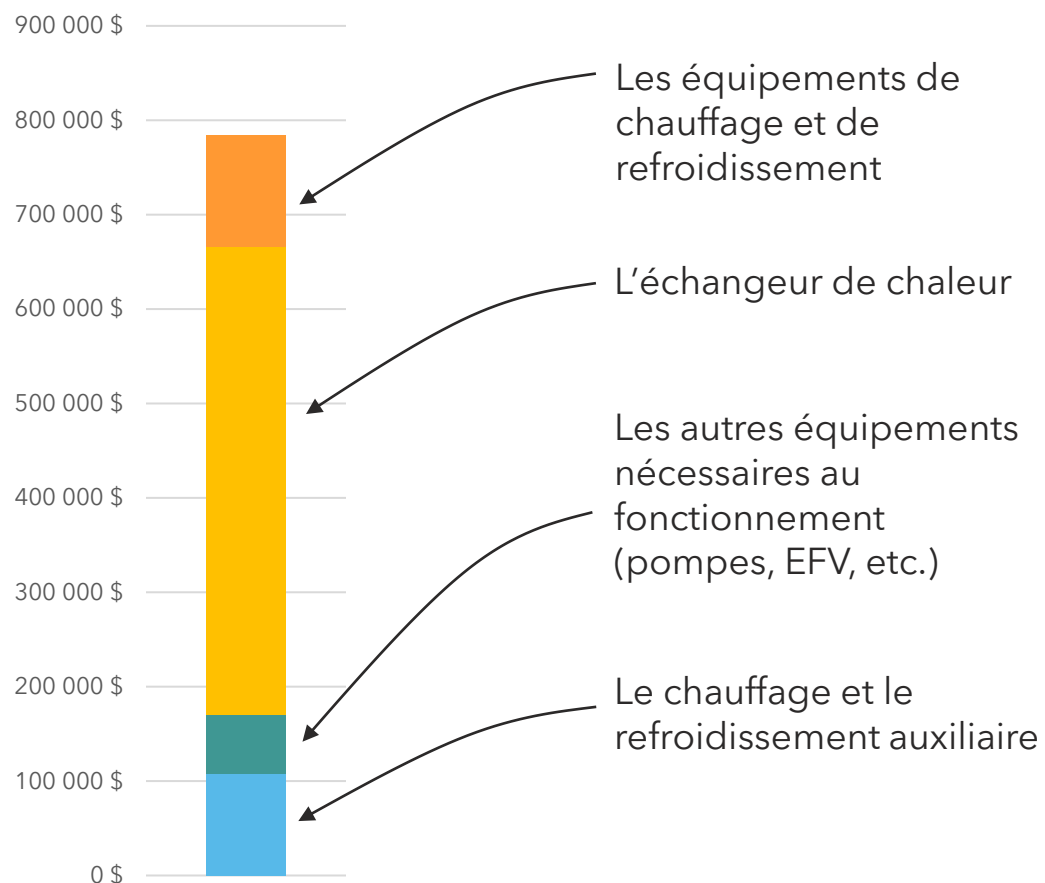 900 000 $
800 000 $
700 000 $
600 000 $
500 000 $
400 000 $
300 000 $
200 000 $
100 000 $
0 $
Les équipements de
chauffage et de
refroidissement
L'échangeur de chaleur
Les autres équipements
nécessaires au
fonctionnement
(pompes, EFV, etc.)
Le chauffage et le
refroidissement auxiliaire